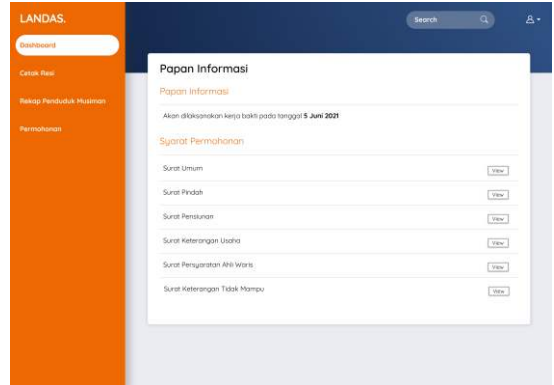 LANDAS.
Search
Dashboard
Cetak Resi
Rekap Penduduk Musiman
Permohonan
Papan Informasi
Papan Informasi
Akan dilaksanakan kerja bakti pada tanggal 5 Juni 2021
Syarat Permohonan
Surat Umum
View
Surat Pindah
View
Surat Pensiunan
View
Surat Keterangan Usaha
View
Surat Persyaratan Ahli Waris
View
Surat Keterangan Tidak Mampu
View